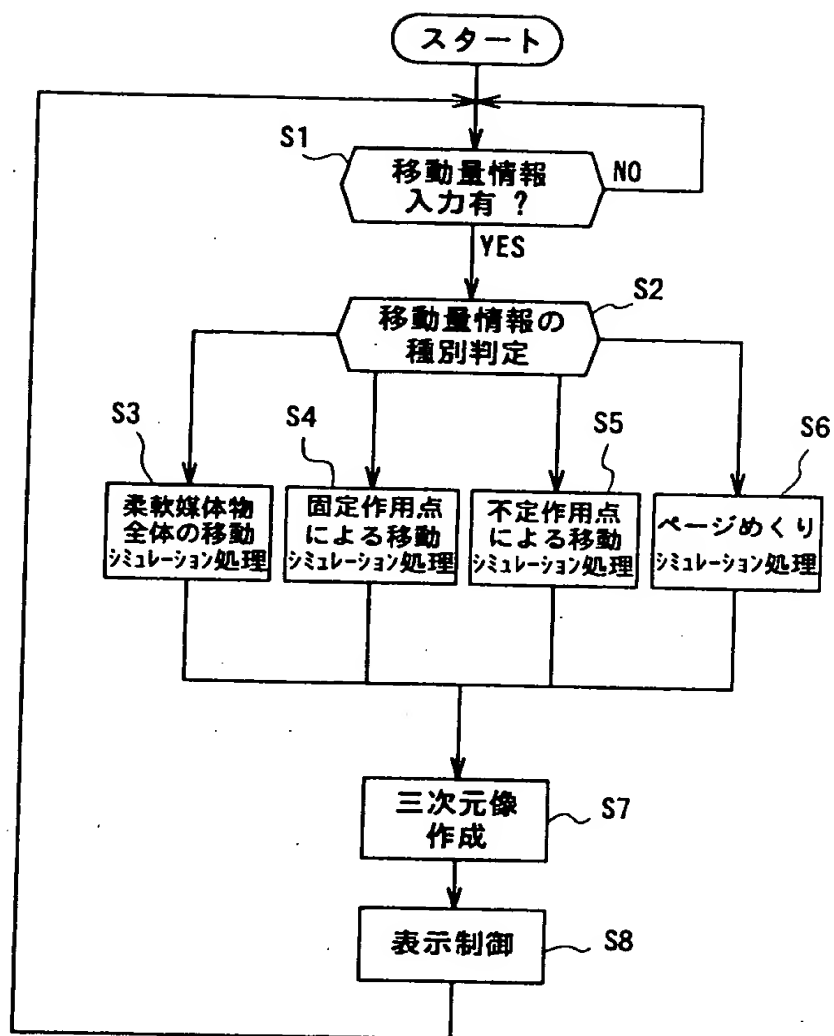 スタート
S1
移動量情報
入力有 ?
NO
YES
S2
移動量情報の
種別判定
S3
柔軟媒体物
全体の移動
シミュレーション処理
S4
固定作用点
による移動
シミュレーション処理
S5
不定作用点
による移動
シミュレーション処理
S6
ページめくり
シミュレーション処理
三次元像
作成
S7
表示制御
S8